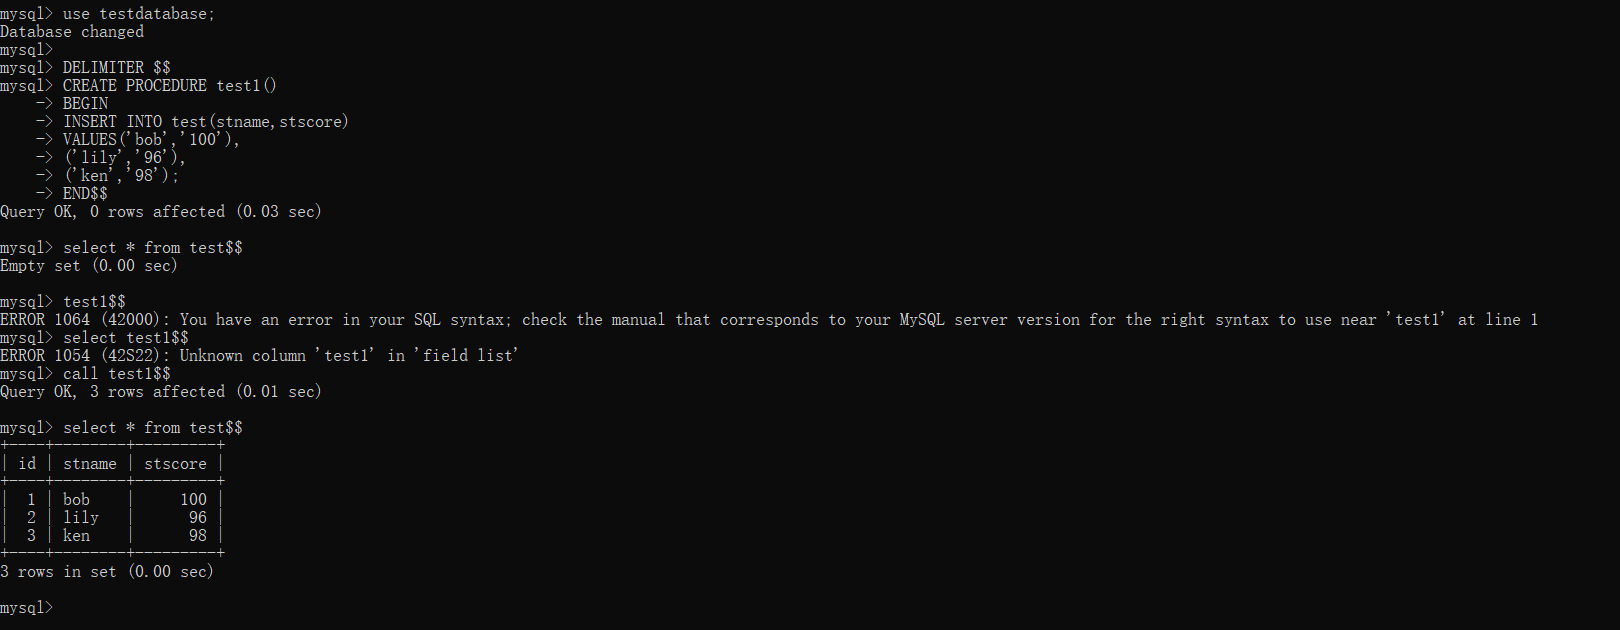 mysql> use testdatabase;
Database changed
mysql>
mysql> DELIMITER $$
mysql> CREATE PROCEDURE test1()
    -> BEGIN
    -> INSERT INTO test(stname,stscore)
    -> VALUES('bob','100'),
    -> ('lily','96'),
    -> ('ken','98');
    -> END$$
Query OK, 0 rows affected (0.03 sec)

mysql> select * from test$$
Empty set (0.00 sec)

mysql> test1$$
ERROR 1064 (42000): You have an error in your SQL syntax; check the manual that corresponds to your MySQL server version for the right syntax to use near 'test1' at line 1
mysql> select test1$$
ERROR 1054 (42S22): Unknown column 'test1' in 'field list'
mysql> call test1$$
Query OK, 3 rows affected (0.01 sec)

mysql> select * from test$$
+----+--------+---------+
| id | stname | stscore |
+----+--------+---------+
|  1 | bob    |     100 |
|  2 | lily   |      96 |
|  3 | ken    |      98 |
+----+--------+---------+
3 rows in set (0.00 sec)

mysql>